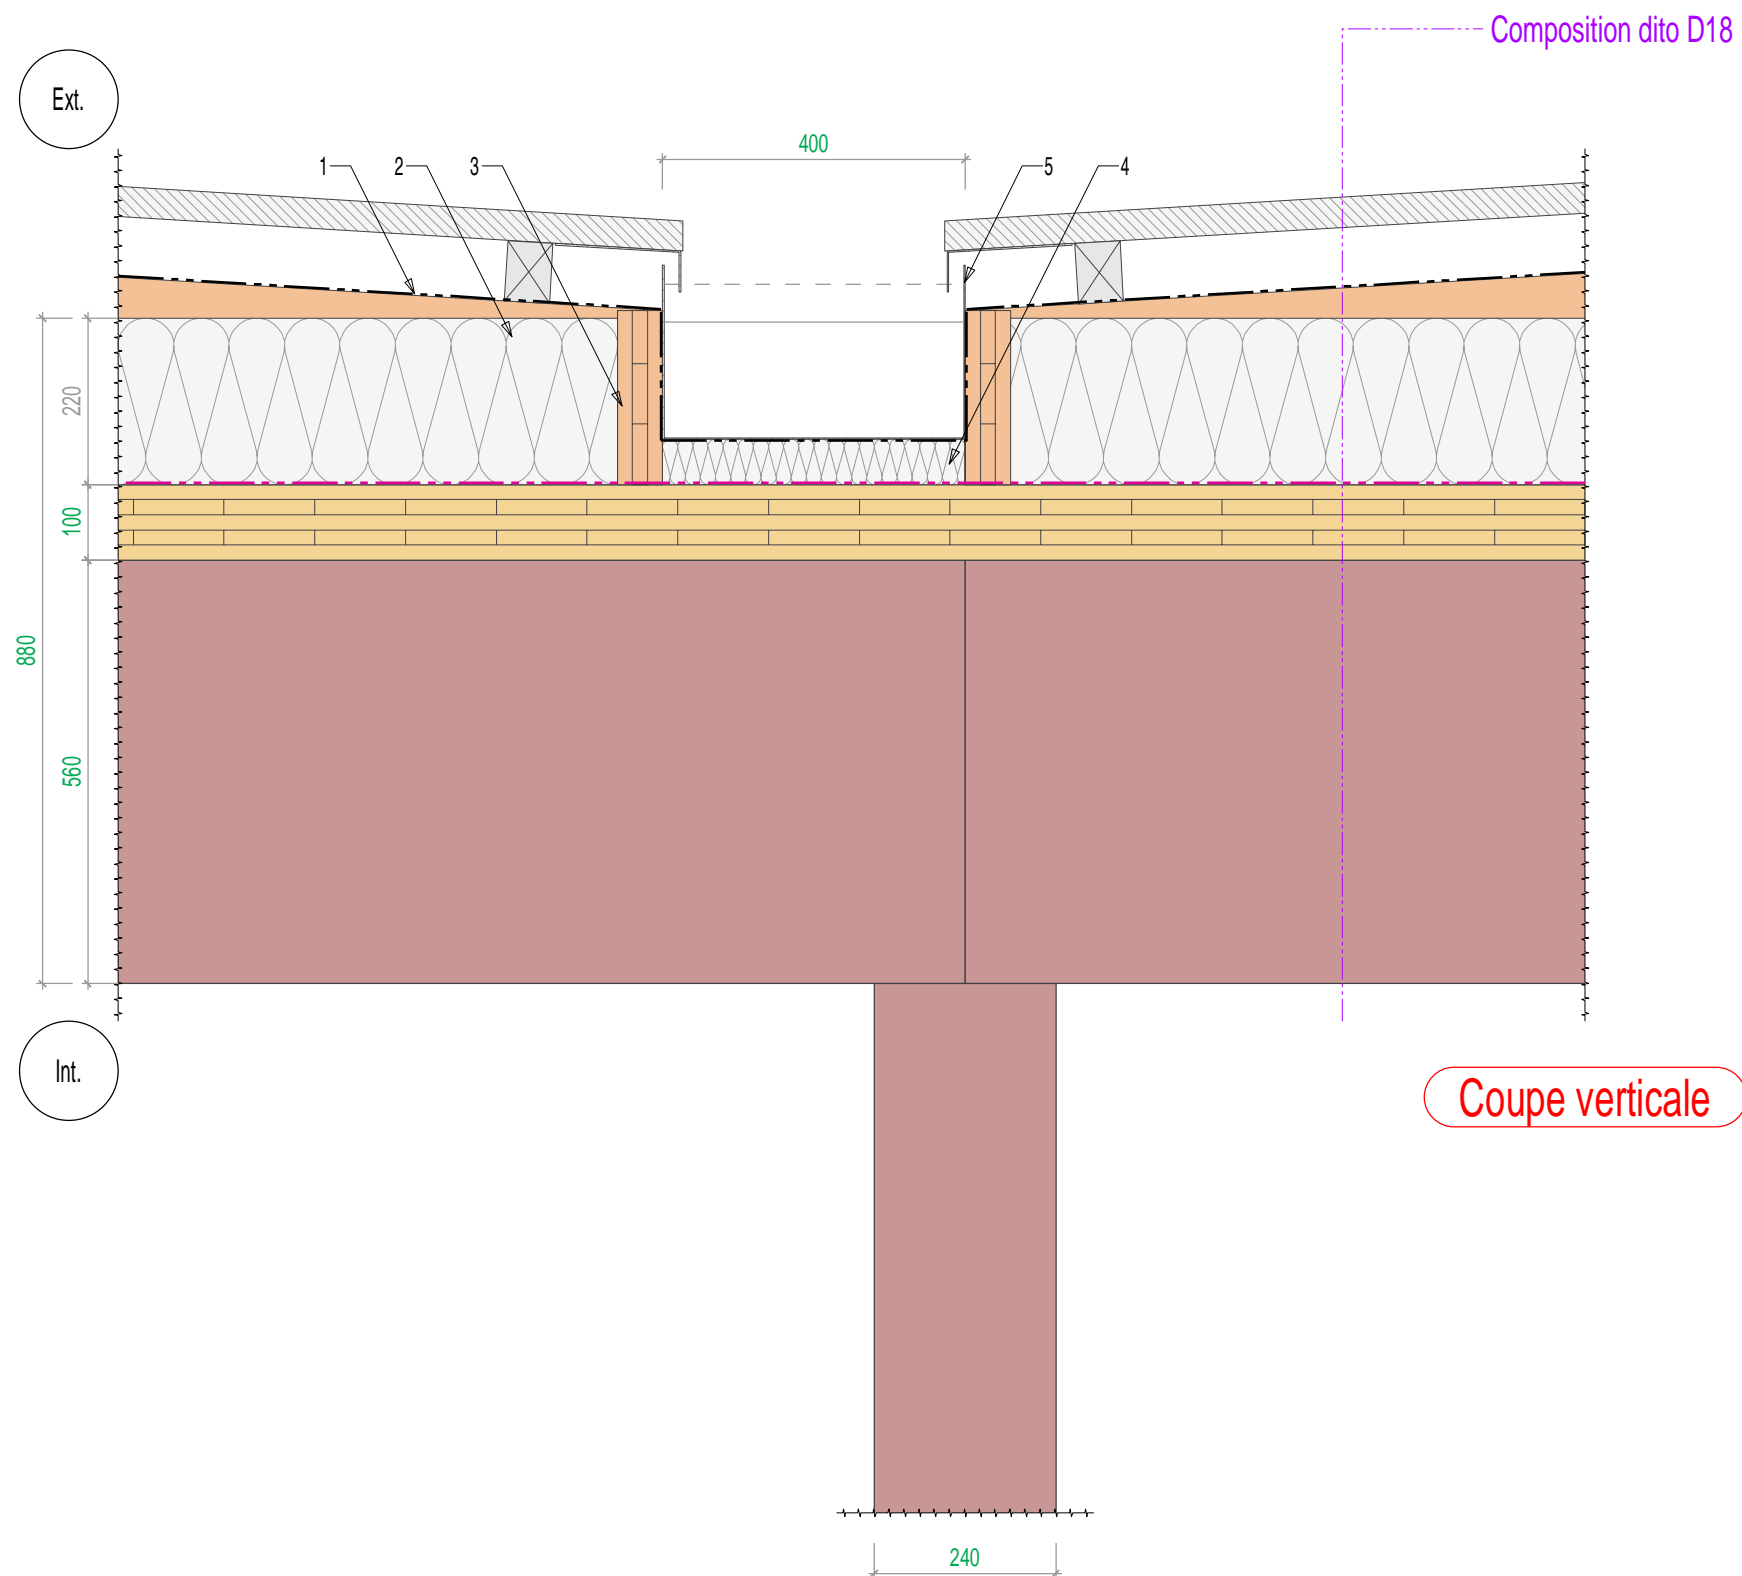 Composition dito D18
Ext.
400
1
2
3
5
4
220
100
880
560
Int.
Coupe verticale
240